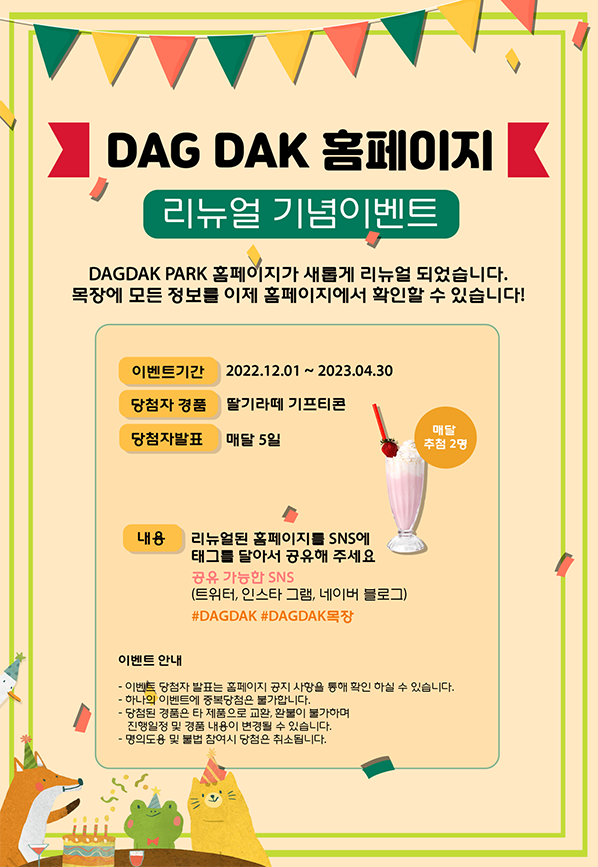 DAG DAK 홈페이지
리뉴얼 기념이벤트
DAGDAK PARK 홈페이지가 새롭게 리뉴얼 되었습니다.
목장에 모든 정보를 이제 홈페이지에서 확인할 수 있습니다!
이벤트기간 2022.12.01 ~ 2023.04.30
당첨자 경품 딸기라떼 기프티콘
당첨자발표 매달 5일
매달
추첨 2명
내용 리뉴얼된 홈페이지를 SNS에
태그를 달아서 공유해 주세요
공유 가능한 SNS
(트위터, 인스타 그램, 네이버 블로그)
#DAGDAK #DAGDAK목장
이벤트 안내
- 이벤트 당첨자 발표는 홈페이지 공지 사항을 통해 확인 하실 수 있습니다.
- 하나의 이벤트에 중복당첨은 불가합니다.
- 당첨된 경품은 타 제품으로 교환, 환불이 불가하며
진행일정 및 경품 내용이 변경될 수 있습니다.
- 명의도용 및 불법 참여시 당첨은 취소됩니다.